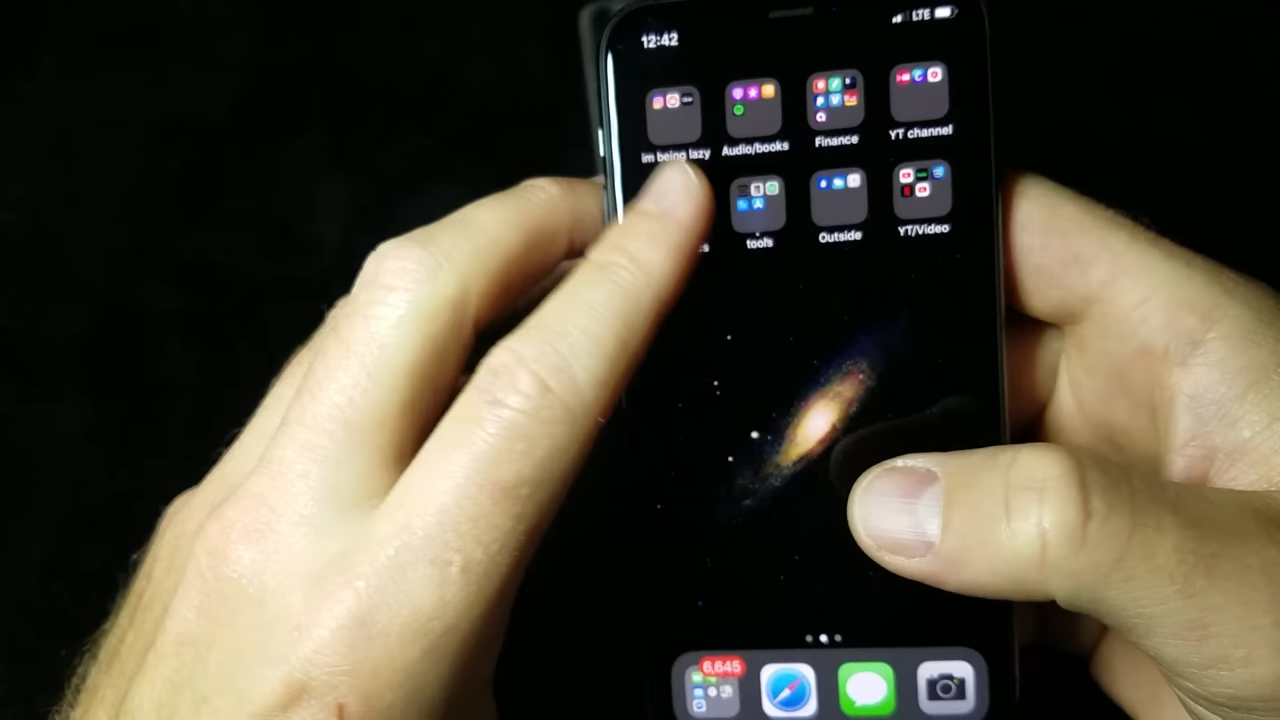 12:42
LTE
im being lazy
Audio/books
Finance
YT channel
tools
Outside
YT/Video
6,645